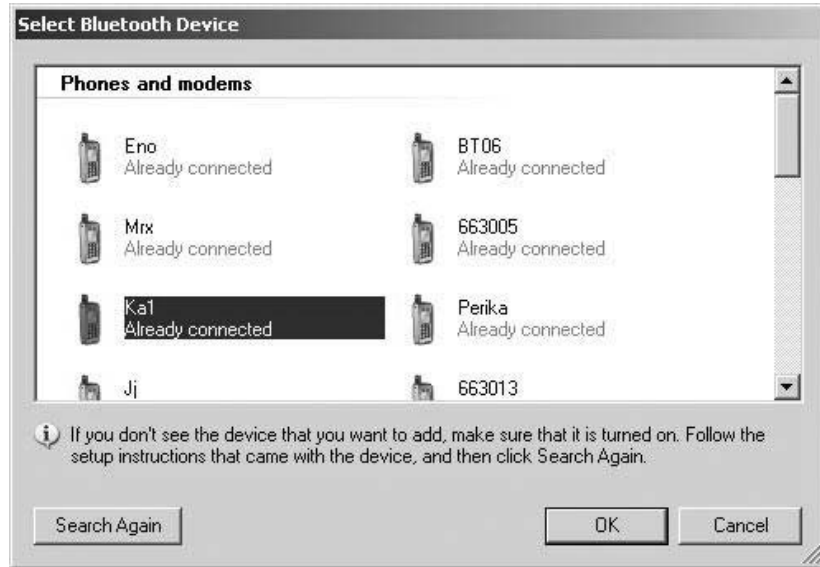 Select Bluetooth Device
Phones and modems
Eno
Already connected
BT06
Already connected
Mrx
Already connected
663005
Already connected
Ka1
Already connected
Perika
Already connected
Jj
663013
If you don't see the device that you want to add, make sure that it is turned on. Follow the
setup instructions that came with the device, and then click Search Again.
Search Again
OK
Cancel